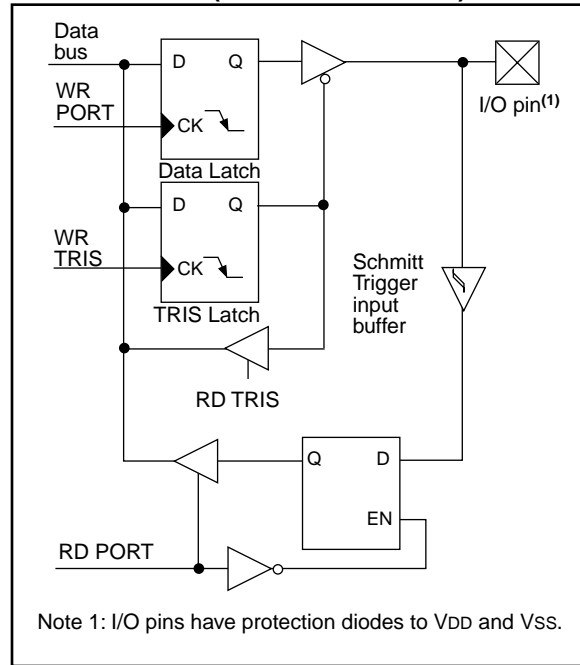 Data
bus
D Q
WR
PORT
CK
Data Latch
I/O pin(1)
D Q
WR
TRIS
CK
TRIS Latch
Schmitt
Trigger
input
buffer
RD TRIS
Q D
EN
RD PORT
Note 1: I/O pins have protection diodes to VDD and VSS.